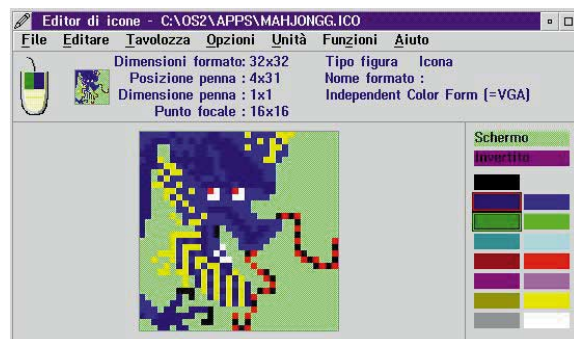 Editor di icone - C:\OS2\APPS\MAHJONGG.ICO
File Editare Tavolozza Opzioni Unità Funzioni Aiuto
Dimensioni formato: 32x32 Tipo figura Icona
Posizione penna : 4x31 Nome formato :
Dimensione penna : 1x1 Independent Color Form (=VGA)
Punto focale : 16x16
Schermo
Invertito